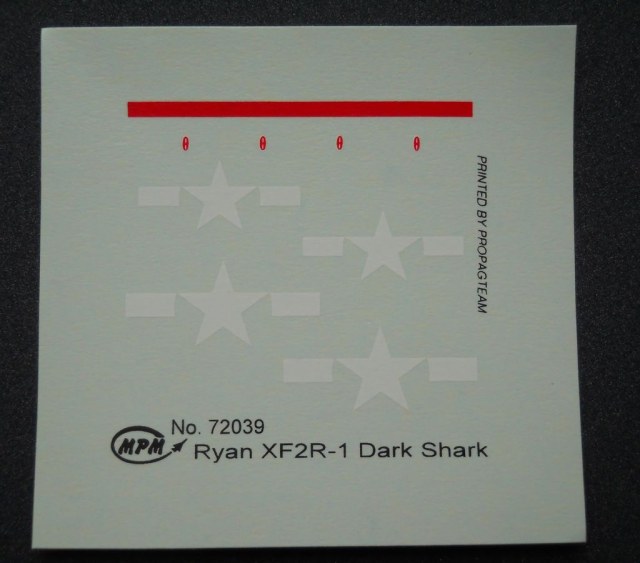 PRINTED BY PROPAGTEAM
MPM
No. 72039
Ryan XF2R-1 Dark Shark